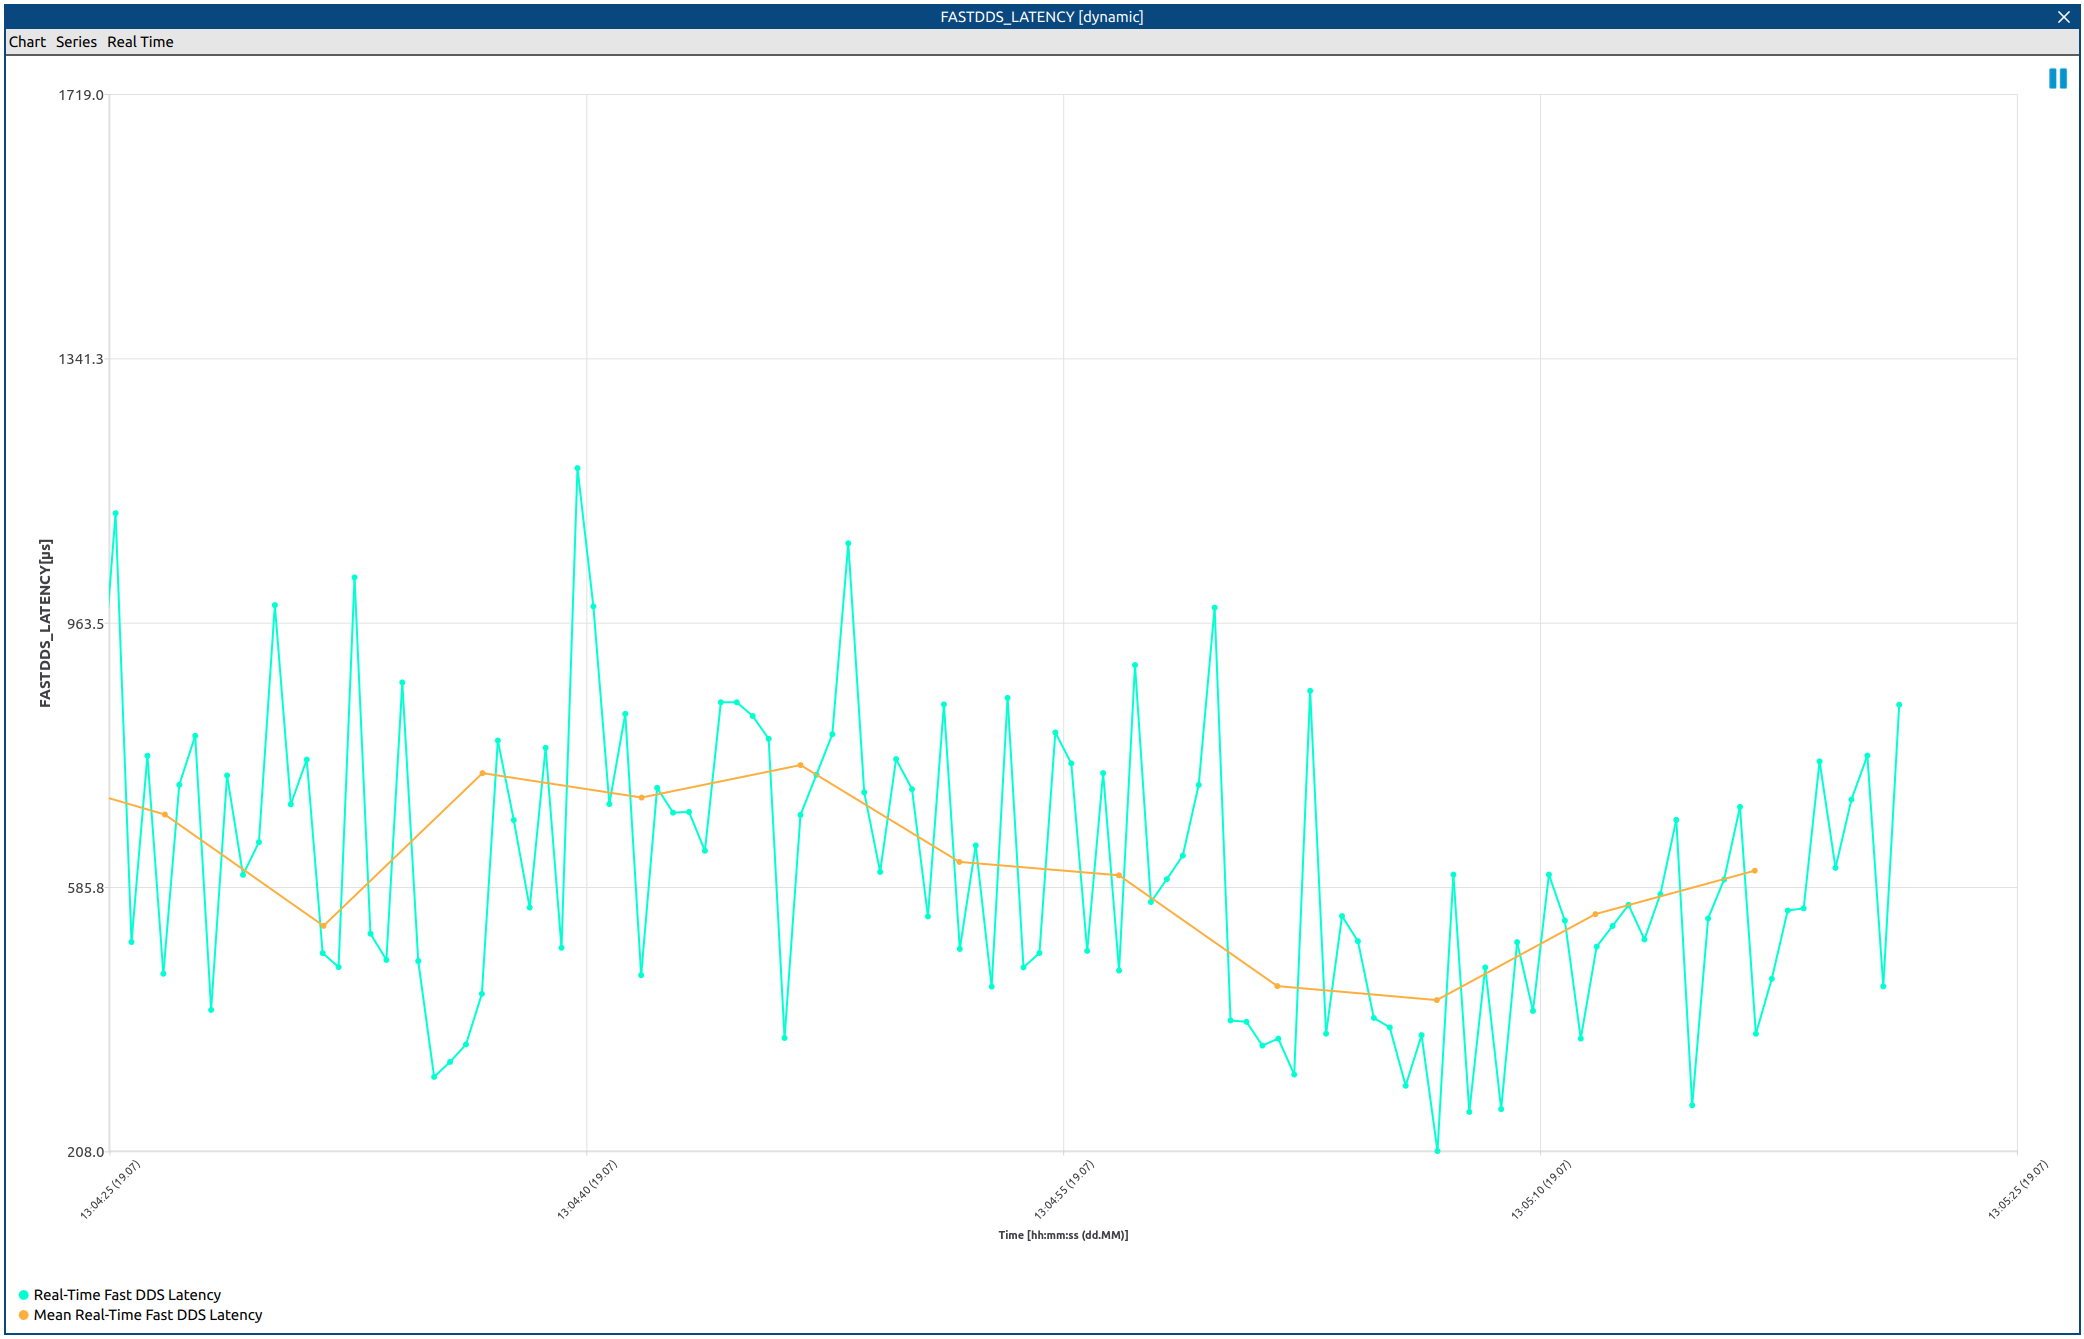 FASTDDS_LATENCY [dynamic]
Chart Series Real Time
1719.0
1341.3
963.5
585.8
208.0
FASTDDS_LATENCY[µs]
13:04:25 (19.07)
13:04:40 (19.07)
13:04:55 (19.07)
13:05:10 (19.07)
13:05:25 (19.07)
Time [hh:mm:ss (dd.MM)]
Real-Time Fast DDS Latency
Mean Real-Time Fast DDS Latency